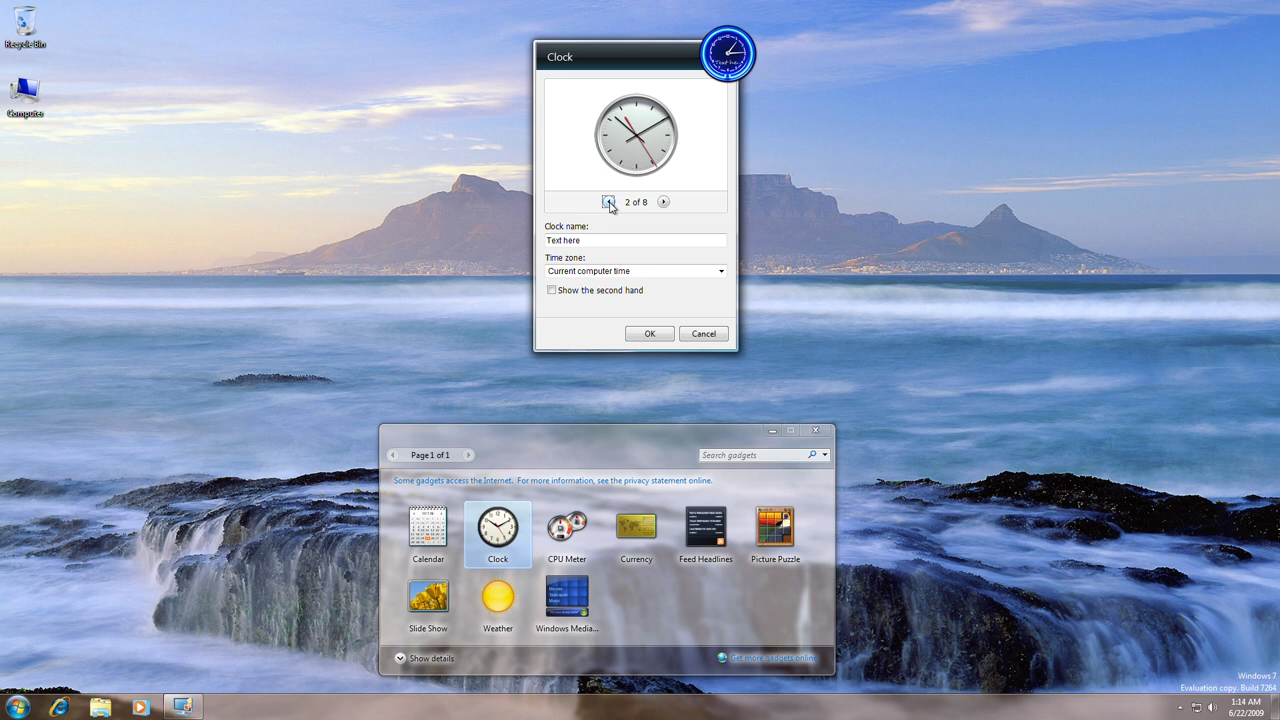 Recycle Bin
Computer
Clock
Text he...
2 of 8
Clock name:
Text here
Time zone:
Current computer time
Show the second hand
OK
Cancel
Page 1 of 1
Search gadgets
Some gadgets access the Internet. For more information, see the privacy statement online.
Calendar
Clock
CPU Meter
Currency
Feed Headlines
Picture Puzzle
Slide Show
Weather
Windows Media...
Show details
Get more gadgets online
Windows 7
Evaluation copy. Build 7264
1:14 AM
6/22/2009